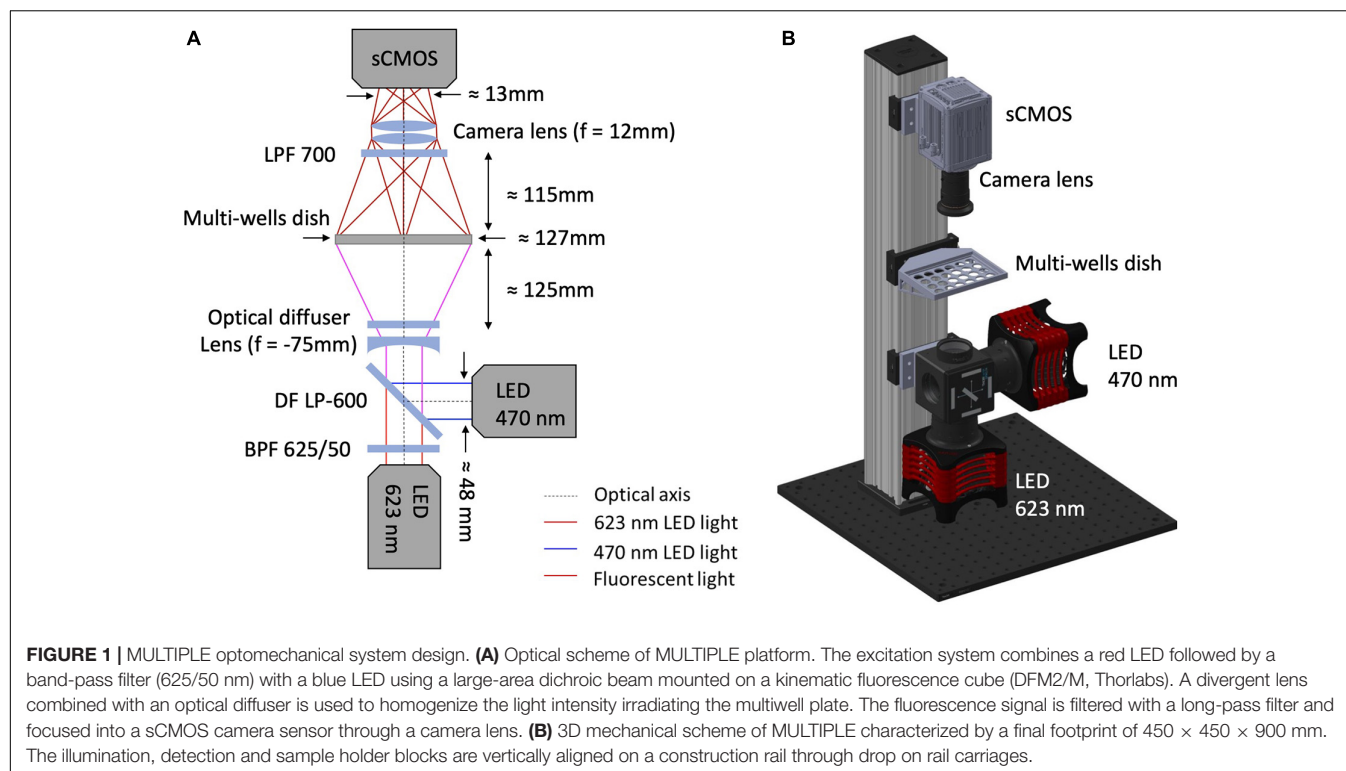 A
sCMOS
≈ 13mm
Camera lens (f = 12mm)
LPF 700
≈ 115mm
Multi-wells dish
≈ 127mm
≈ 125mm
Optical diffuser
Lens (f = -75mm)
DF LP-600
LED
470 nm
BPF 625/50
≈ 48 mm
LED
623 nm
Optical axis
623 nm LED light
470 nm LED light
Fluorescent light
B
sCMOS
Camera lens
Multi-wells dish
LED
470 nm
LED
623 nm
FIGURE 1 | MULTIPLE optomechanical system design. (A) Optical scheme of MULTIPLE platform. The excitation system combines a red LED followed by a
band-pass filter (625/50 nm) with a blue LED using a large-area dichroic beam mounted on a kinematic fluorescence cube (DFM2/M, Thorlabs). A divergent lens
combined with an optical diffuser is used to homogenize the light intensity irradiating the multiwell plate. The fluorescence signal is filtered with a long-pass filter and
focused into a sCMOS camera sensor through a camera lens. (B) 3D mechanical scheme of MULTIPLE characterized by a final footprint of 450 × 450 × 900 mm.
The illumination, detection and sample holder blocks are vertically aligned on a construction rail through drop on rail carriages.